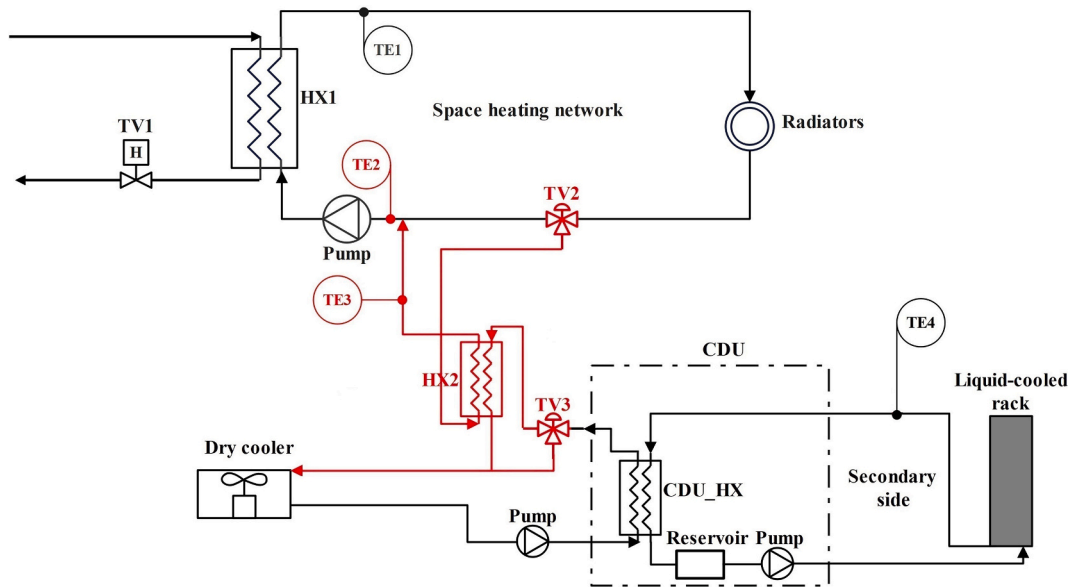 TE1
HX1
Space heating network
Radiators
TV1
H
TE2
TV2
Pump
TE3
TE4
CDU
HX2
Liquid-cooled
rack
TV3
Dry cooler
CDU_HX
Secondary
side
Pump
Reservoir
Pump